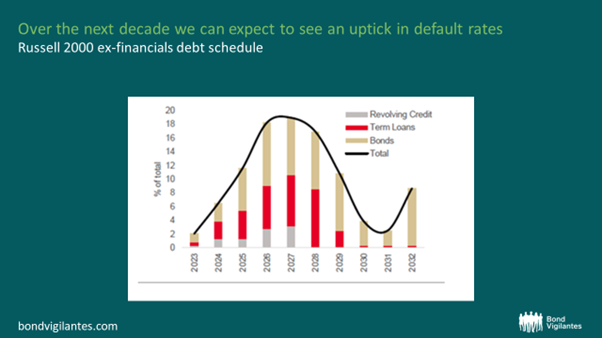 Over the next decade we can expect to see an uptick in default rates
Russell 2000 ex-financials debt schedule
% of total
20
18
16
14
12
10
8
6
4
2
0
Revolving Credit
Term Loans
Bonds
Total
2023 2024 2025 2026 2027 2028 2029 2030 2031 2032
bondvigilantes.com
Bond
Vigilantes